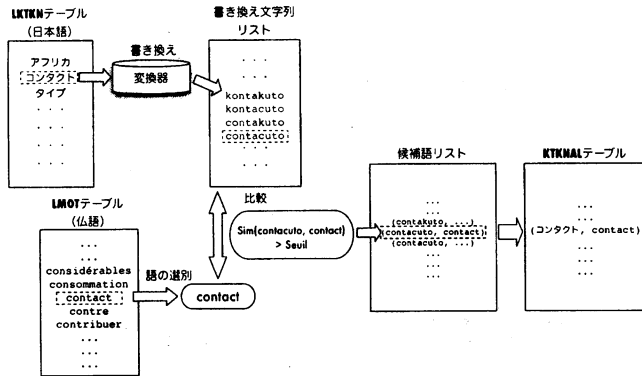 LKTKNテーブル
(日本語)
アフリカ
コンタクト
タイプ
. . .
. . .
. . .
. . .
書き換え
変換器
書き換え文字列
リスト
. . .
. . .
kontakuto
kontacuto
contakuto
contacuto
. . .
. . .
比較
LMOTテーブル
(仏語)
...
...
considérables
consommation
contact
contre
contribuer
...
...
...
語の選別
contact
Sim(contacuto, contact)
> Seuil
候補語リスト
...
...
(contakuto, ...)
(contacuto, contact)
(contacuto, ...)
...
...
...
KTKNALテーブル
...
(コンタクト, contact)
...
...
...